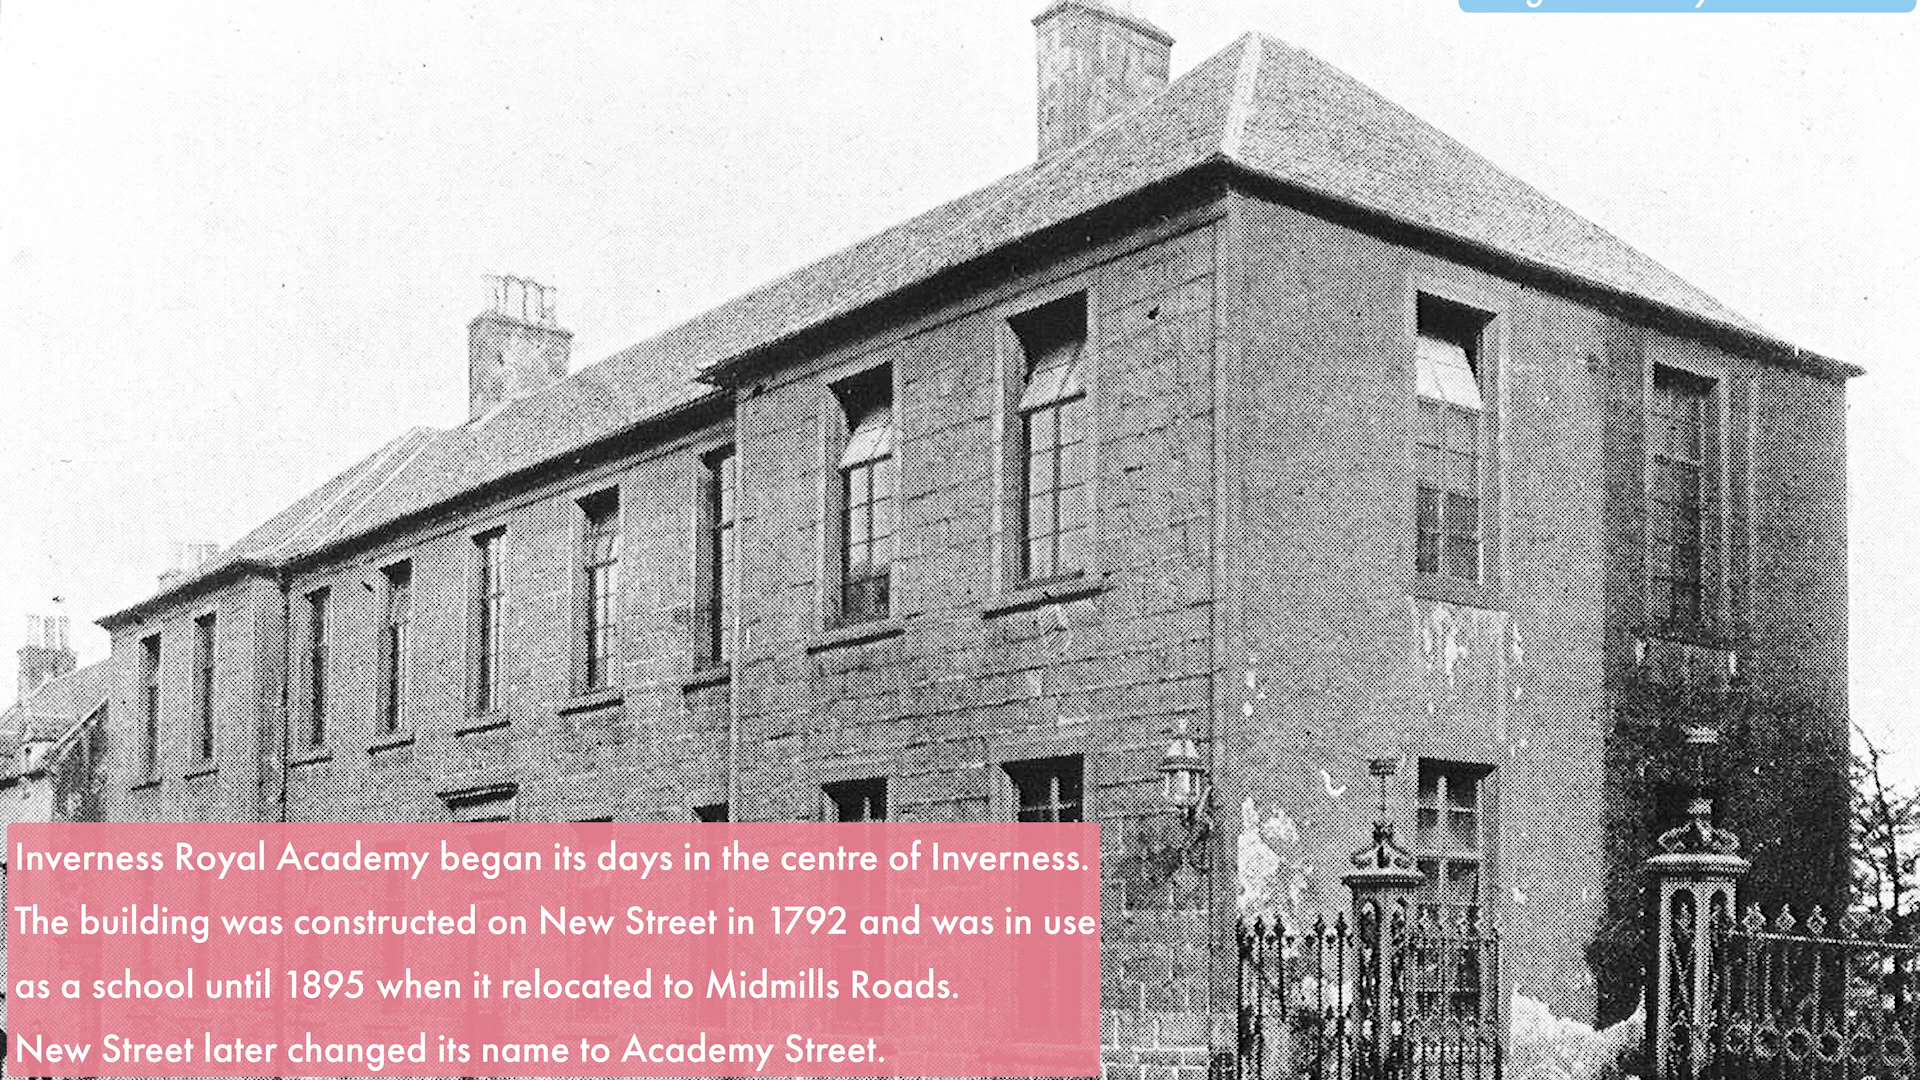 Inverness Royal Academy began its days in the centre of Inverness.
The building was constructed on New Street in 1792 and was in use
as a school until 1895 when it relocated to Midmills Roads.
New Street later changed its name to Academy Street.